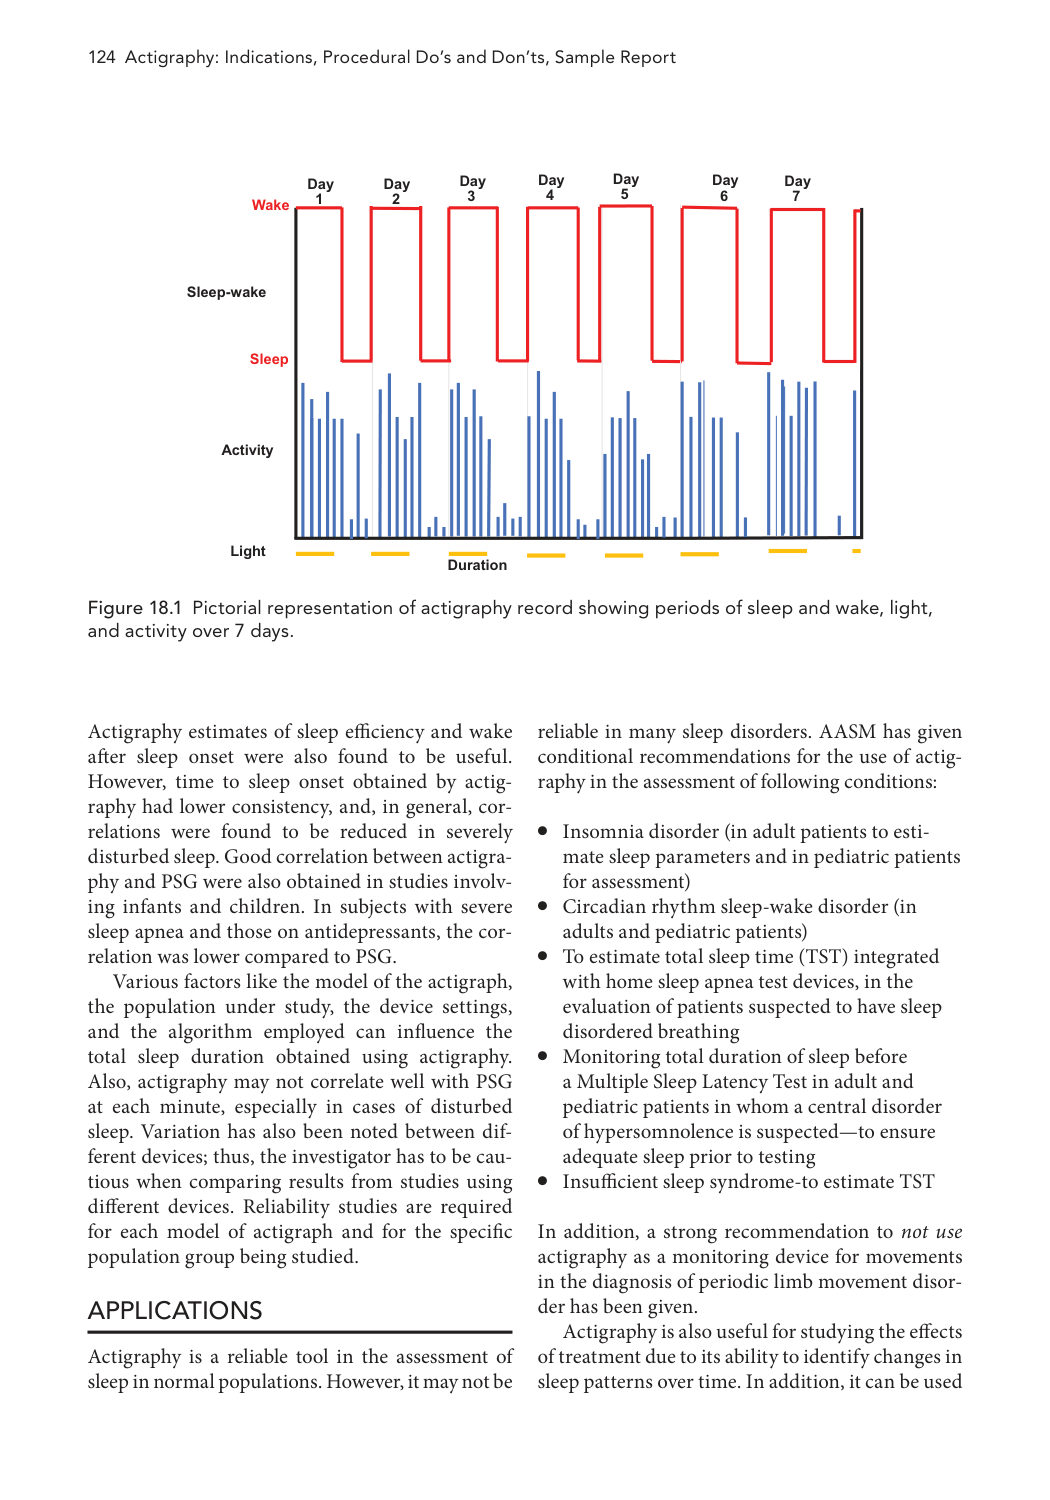 124 Actigraphy: Indications, Procedural Do’s and Don’ts, Sample Report
Day 1
Day 2
Day 3
Day 4
Day 5
Day 6
Day 7
Wake
Sleep-wake
Sleep
Activity
Light
Duration
Figure 18.1 Pictorial representation of actigraphy record showing periods of sleep and wake, light,
and activity over 7 days.
Actigraphy estimates of sleep efficiency and wake
after sleep onset were also found to be useful.
However, time to sleep onset obtained by actig-
raphy had lower consistency, and, in general, cor-
relations were found to be reduced in severely
disturbed sleep. Good correlation between actigra-
phy and PSG were also obtained in studies involv-
ing infants and children. In subjects with severe
sleep apnea and those on antidepressants, the cor-
relation was lower compared to PSG.
Various factors like the model of the actigraph,
the population under study, the device settings,
and the algorithm employed can influence the
total sleep duration obtained using actigraphy.
Also, actigraphy may not correlate well with PSG
at each minute, especially in cases of disturbed
sleep. Variation has also been noted between dif-
ferent devices; thus, the investigator has to be cau-
tious when comparing results from studies using
different devices. Reliability studies are required
for each model of actigraph and for the specific
population group being studied.
APPLICATIONS
Actigraphy is a reliable tool in the assessment of
sleep in normal populations. However, it may not be
reliable in many sleep disorders. AASM has given
conditional recommendations for the use of actig-
raphy in the assessment of following conditions:
● Insomnia disorder (in adult patients to esti-
mate sleep parameters and in pediatric patients
for assessment)
● Circadian rhythm sleep-wake disorder (in
adults and pediatric patients)
● To estimate total sleep time (TST) integrated
with home sleep apnea test devices, in the
evaluation of patients suspected to have sleep
disordered breathing
● Monitoring total duration of sleep before
a Multiple Sleep Latency Test in adult and
pediatric patients in whom a central disorder
of hypersomnolence is suspected—to ensure
adequate sleep prior to testing
● Insufficient sleep syndrome-to estimate TST
In addition, a strong recommendation to not use
actigraphy as a monitoring device for movements
in the diagnosis of periodic limb movement disor-
der has been given.
Actigraphy is also useful for studying the effects
of treatment due to its ability to identify changes in
sleep patterns over time. In addition, it can be used